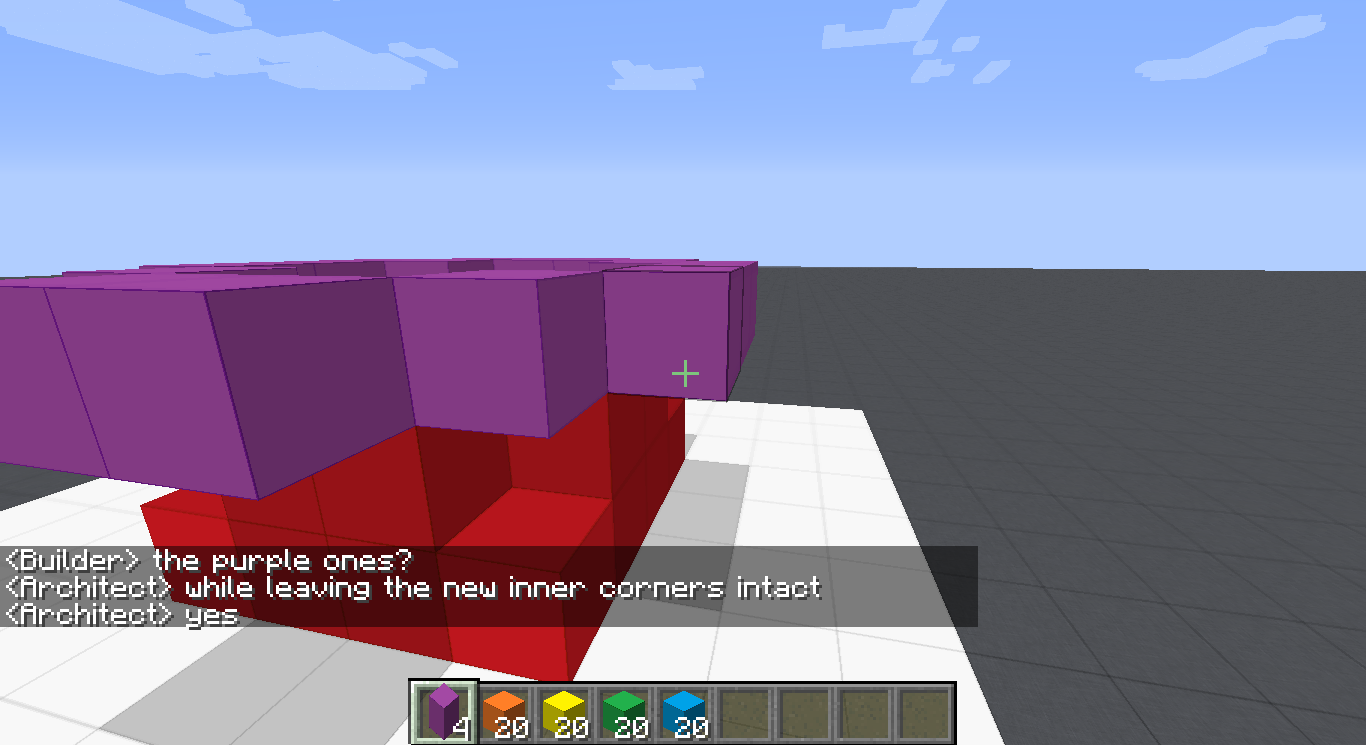 <Builder> the purple ones?
<Architect> while leaving the new inner corners intact
<Architect> yes
4 20 20 20 20